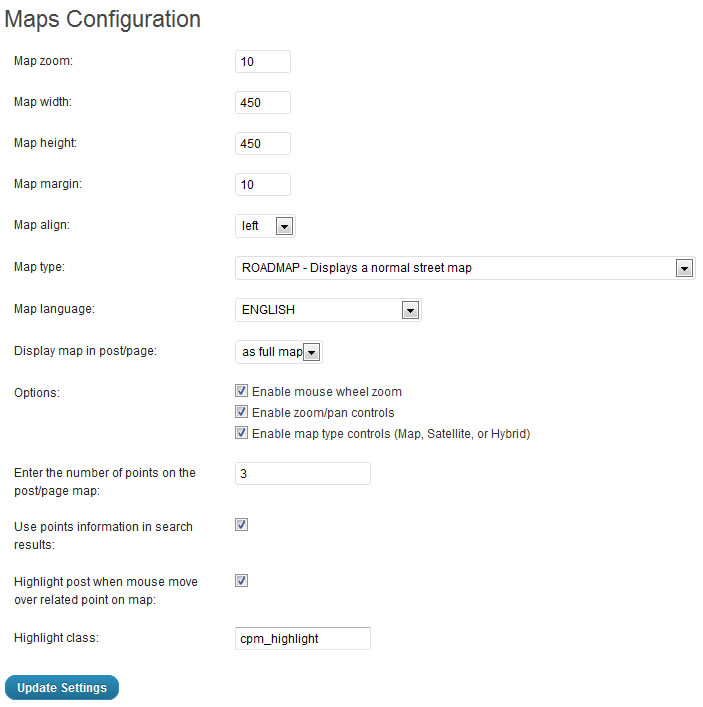 Maps Configuration
Map zoom: 10
Map width: 450
Map height: 450
Map margin: 10
Map align: left
Map type: ROADMAP - Displays a normal street map
Map language: ENGLISH
Display map in post/page: as full map
Options: Enable mouse wheel zoom
Enable zoom/pan controls
Enable map type controls (Map, Satellite, or Hybrid)
Enter the number of points on the
post/page map:
3
Use points information in search
results:
Highlight post when mouse move
over related point on map:
Highlight class: cpm_highlight
Update Settings